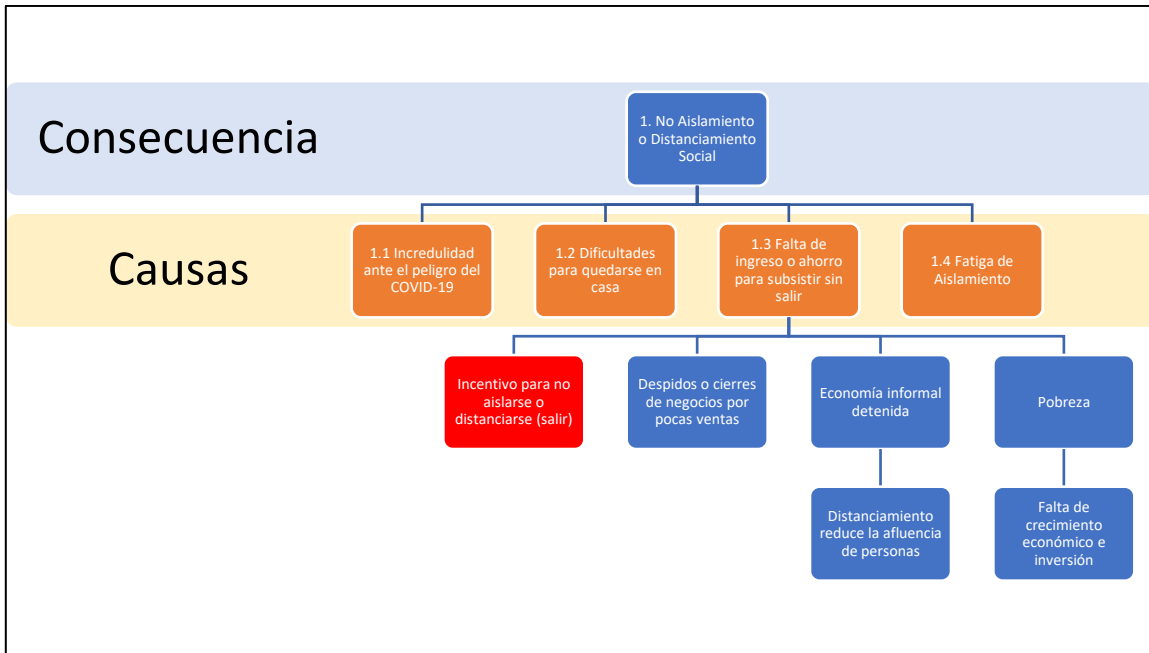 Consecuencia
1. No Aislamiento
o Distanciamiento
Social
Causas
1.1 Incredulidad
ante el peligro del
COVID-19
1.2 Dificultades
para quedarse en
casa
1.3 Falta de
ingreso o ahorro
para subsistir sin
salir
1.4 Fatiga de
Aislamiento
Incentivo para no
aislarse o
distanciarse (salir)
Despidos o cierres
de negocios por
pocas ventas
Economía informal
detenida
Pobreza
Distanciamiento
reduce la afluencia
de personas
Falta de
crecimiento
económico e
inversión